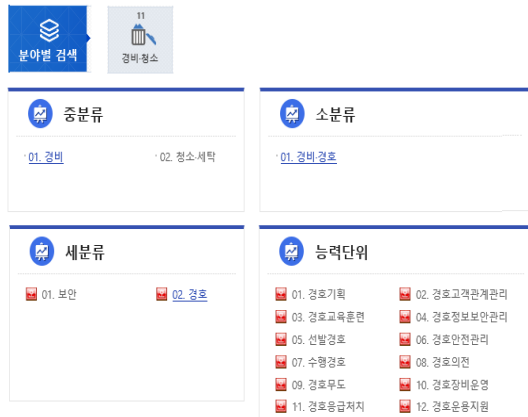 11
분야별 검색
경비·청소
중분류
소분류
01. 경비
02. 청소·세탁
01. 경비·경호
세분류
능력단위
01. 보안
02. 경호
01. 경호기획
02. 경호고객관계관리
03. 경호교육훈련
04. 경호정보보안관리
05. 선발경호
06. 경호안전관리
07. 수행경호
08. 경호의전
09. 경호무도
10. 경호장비운영
11. 경호응급처치
12. 경호운용지원